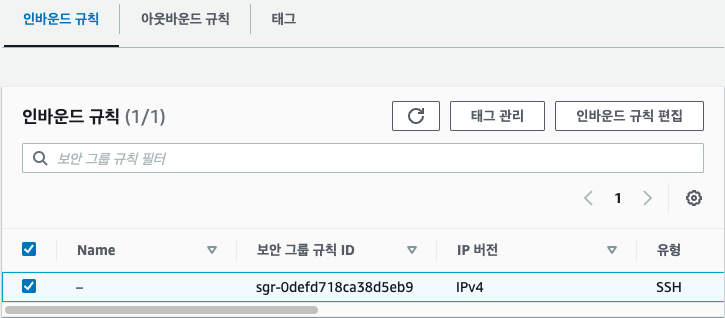 인바운드 규칙 아웃바운드 규칙 태그
인바운드 규칙 (1/1) 태그 관리 인바운드 규칙 편집
보안 그룹 규칙 필터
1
Name 보안 그룹 규칙 ID IP 버전 유형
– sgr-0defd718ca38d5eb9 IPv4 SSH